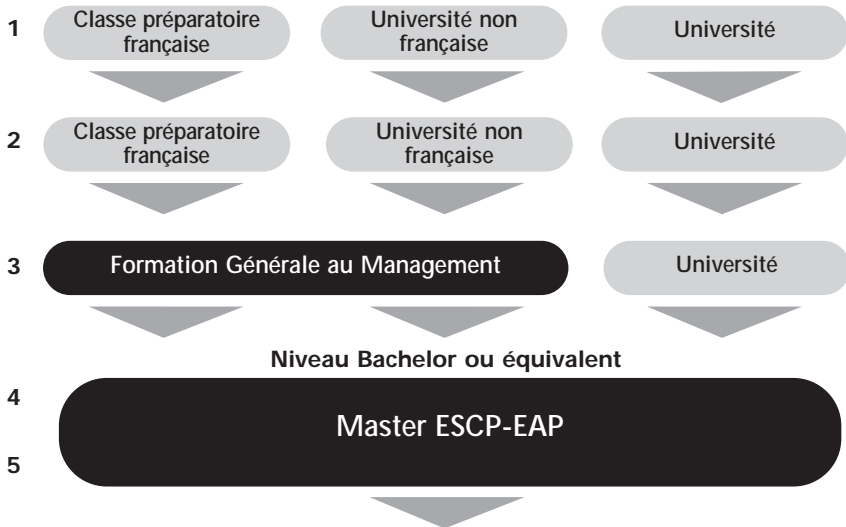 1
Classe préparatoire
française
Université non
française
Université
2
Classe préparatoire
française
Université non
française
Université
3
Formation Générale au Management
Université
Niveau Bachelor ou équivalent
4
Master ESCP-EAP
5